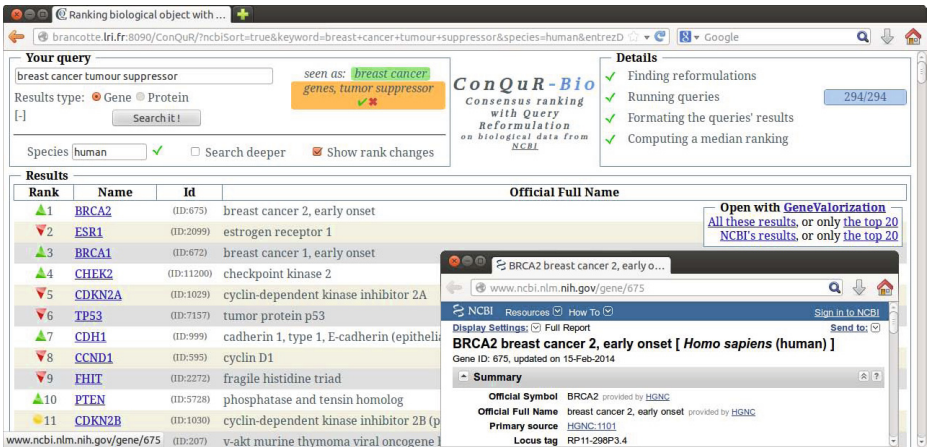 Ranking biological object with ...
brancotte.lri.fr:8090/ConQuR/?ncbiSort=true&keyword=breast+cancer+tumour+suppressor&species=human&entrezD
Google
Your query
breast cancer tumour suppressor
seen as: breast cancer
genes, tumor suppressor
Results type: Gene Protein
[-]
Search it !
Species human
Search deeper
Show rank changes
ConQuR-Bio
Consensus ranking
with Query
Reformulation
on biological data from
NCBI
Details
Finding reformulations
Running queries
294/294
Formating the queries' results
Computing a median ranking
Results
Rank Name Id Official Full Name
1 BRCA2 (ID:675) breast cancer 2, early onset
2 ESR1 (ID:2099) estrogen receptor 1
3 BRCA1 (ID:672) breast cancer 1, early onset
4 CHEK2 (ID:11200) checkpoint kinase 2
5 CDKN2A (ID:1029) cyclin-dependent kinase inhibitor 2A
6 TP53 (ID:7157) tumor protein p53
7 CDH1 (ID:999) cadherin 1, type 1, E-cadherin (epitheli
8 CCND1 (ID:595) cyclin D1
9 FHIT (ID:2272) fragile histidine triad
10 PTEN (ID:5728) phosphatase and tensin homolog
11 CDKN2B (ID:1030) cyclin-dependent kinase inhibitor 2B (p
www.ncbi.nlm.nih.gov/gene/675 (ID:207) v-akt murine thymoma viral oncogene
Open with GeneValorization
All these results, or only the top 20
NCBI's results, or only the top 20
BRCA2 breast cancer 2, early o...
www.ncbi.nlm.nih.gov/gene/675
NCBI Resources How To Sign in to NCBI
Display Settings: Full Report Send to:
BRCA2 breast cancer 2, early onset [ Homo sapiens (human) ]
Gene ID: 675, updated on 15-Feb-2014
Summary
?
Official Symbol BRCA2 provided by HGNC
Official Full Name breast cancer 2, early onset provided by HGNC
Primary source HGNC:1101
Locus tag RP11-298P3.4